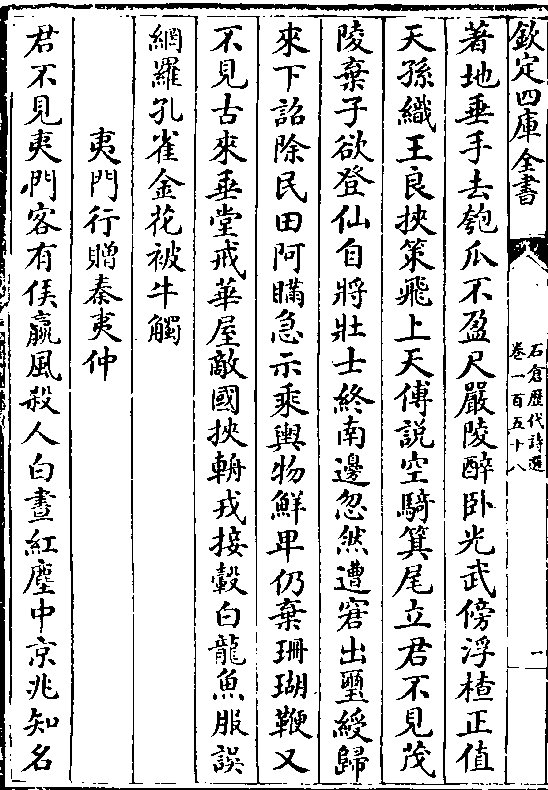 欽定四庫全書
石倉歷代詩選
卷一百五十八
一
著地垂手去匏瓜不盈尺嚴陵醉臥光武傍浮楂正值
天孫織王良挾策飛上天傅說空騎箕尾立君不見茂
陵棄子欲登仙自將壯士終南邊忽然遭窘出璽綬歸
來下詔除民田阿瞞急示乘輿物鮮卑仍棄珊瑚鞭又
不見古來垂堂戒華屋敵國挾輈戎接轂白龍魚服誤
網羅孔雀金花被牛觸
夷門行贈秦夷仲
君不見夷門客有侯嬴風殺人白晝紅塵中京兆知名